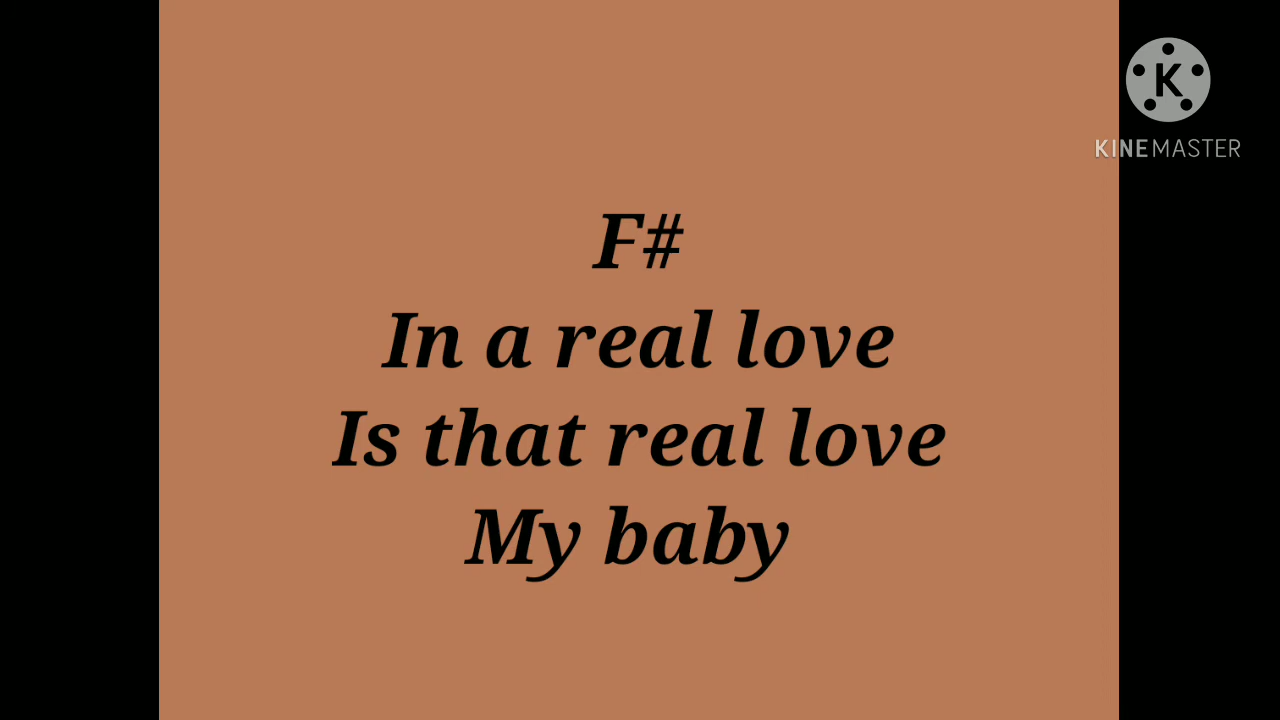 F#
In a real love
Is that real love
My baby
K
KINEMASTER